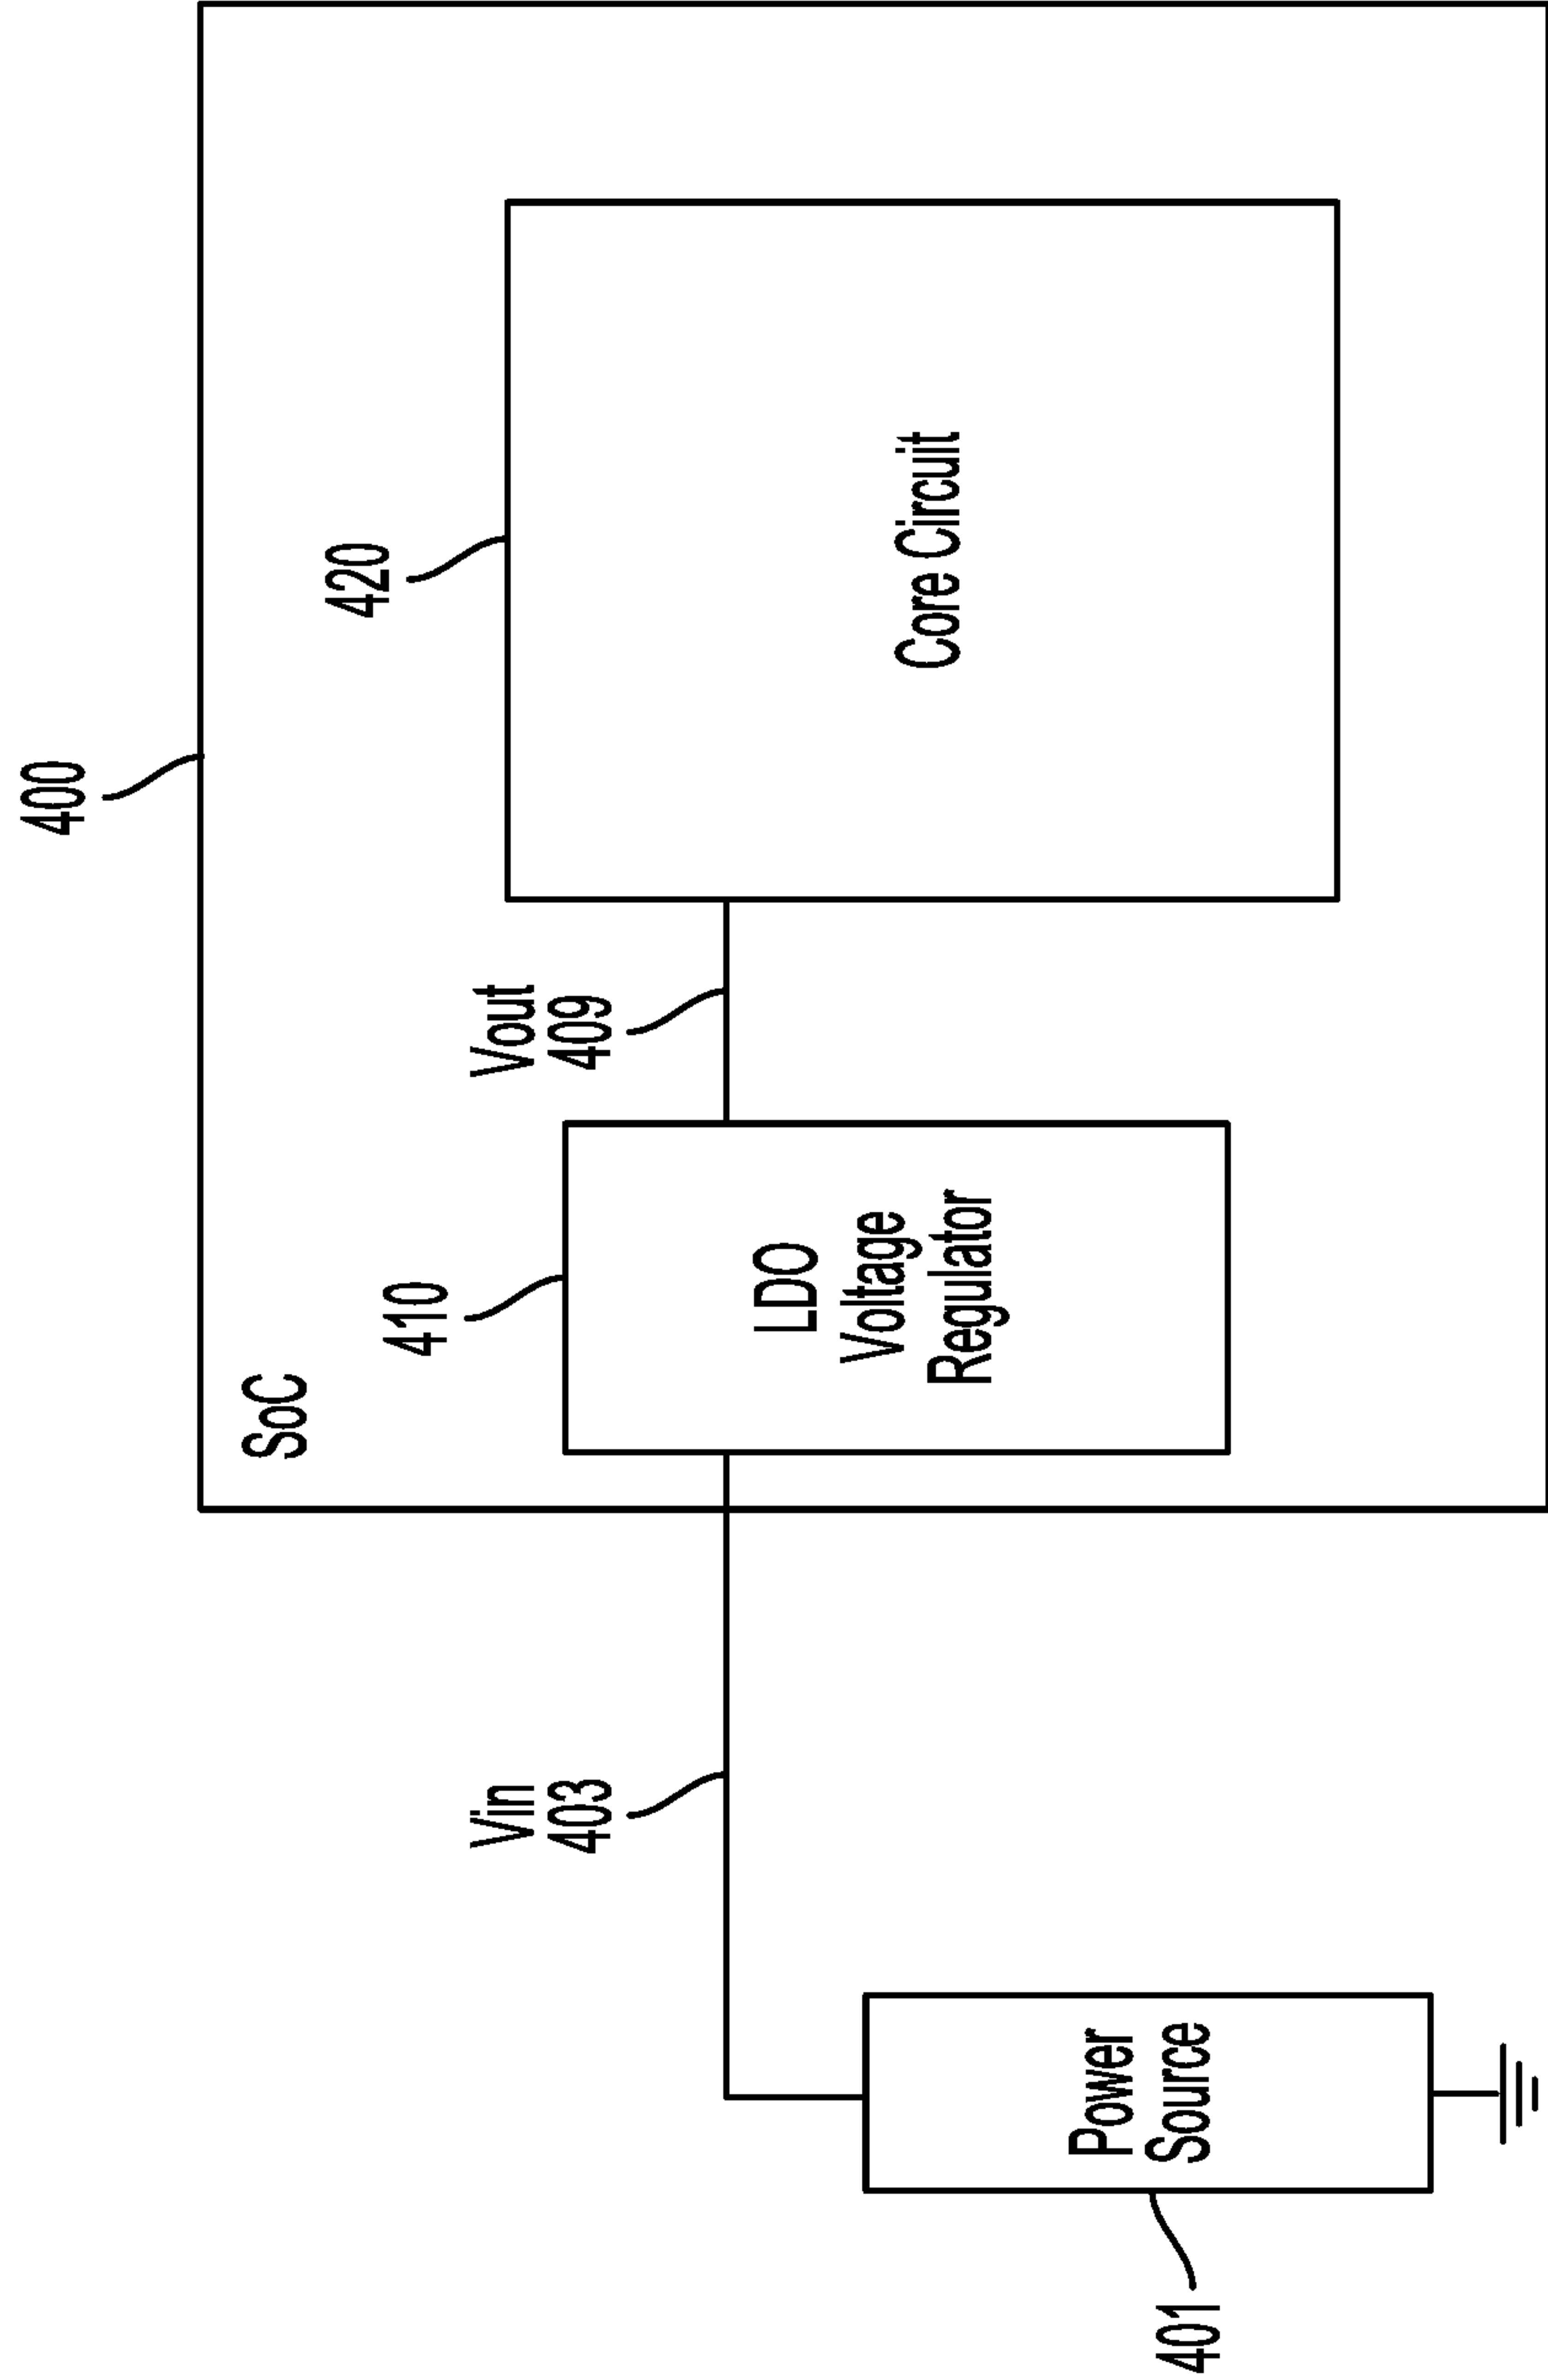 400
SoC
420
410
Vout
409
Vin
403
LDO
Voltage
Regulator
Core Circuit
Power
Source
401